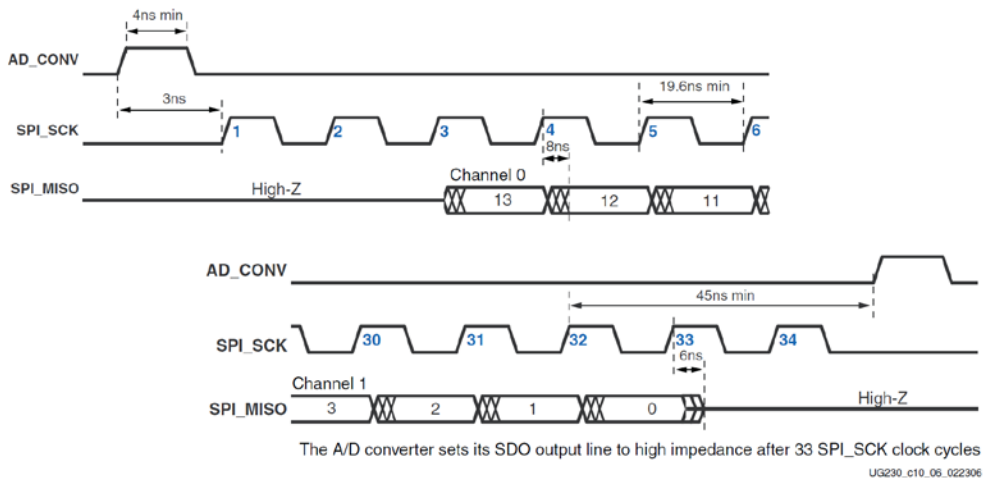 4ns min
AD_CONV
3ns
19.6ns min
SPI_SCK
1 2 3 4 5 6
8ns
Channel 0
SPI_MISO
High-Z
13 12 11
AD_CONV
45ns min
SPI_SCK
30 31 32 33 34
6ns
Channel 1
SPI_MISO
3 2 1 0
High-Z
The A/D converter sets its SDO output line to high impedance after 33 SPI_SCK clock cycles
UG230_c10_06_022306